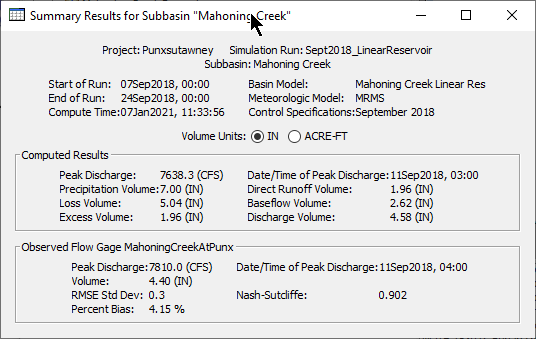 Summary Results for Subbasin "Mahoning Creek"
Project: Punxsutawney Simulation Run: Sept2018_LinearReservoir
Subbasin: Mahoning Creek
Start of Run: 07Sep2018, 00:00 Basin Model: Mahoning Creek Linear Res
End of Run: 24Sep2018, 00:00 Meteorologic Model: MRMS
Compute Time:07Jan2021, 11:33:56 Control Specifications:September 2018
Volume Units: IN ACRE-FT
Computed Results
Peak Discharge: 7638.3 (CFS) Date/Time of Peak Discharge:11Sep2018, 03:00
Precipitation Volume:7.00 (IN) Direct Runoff Volume: 1.96 (IN)
Loss Volume: 5.04 (IN) Baseflow Volume: 2.62 (IN)
Excess Volume: 1.96 (IN) Discharge Volume: 4.58 (IN)
Observed Flow Gage MahoningCreekAtPunx
Peak Discharge:7810.0 (CFS) Date/Time of Peak Discharge:11Sep2018, 04:00
Volume: 4.40 (IN)
RMSE Std Dev: 0.3 Nash-Sutcliffe: 0.902
Percent Bias: 4.15 %